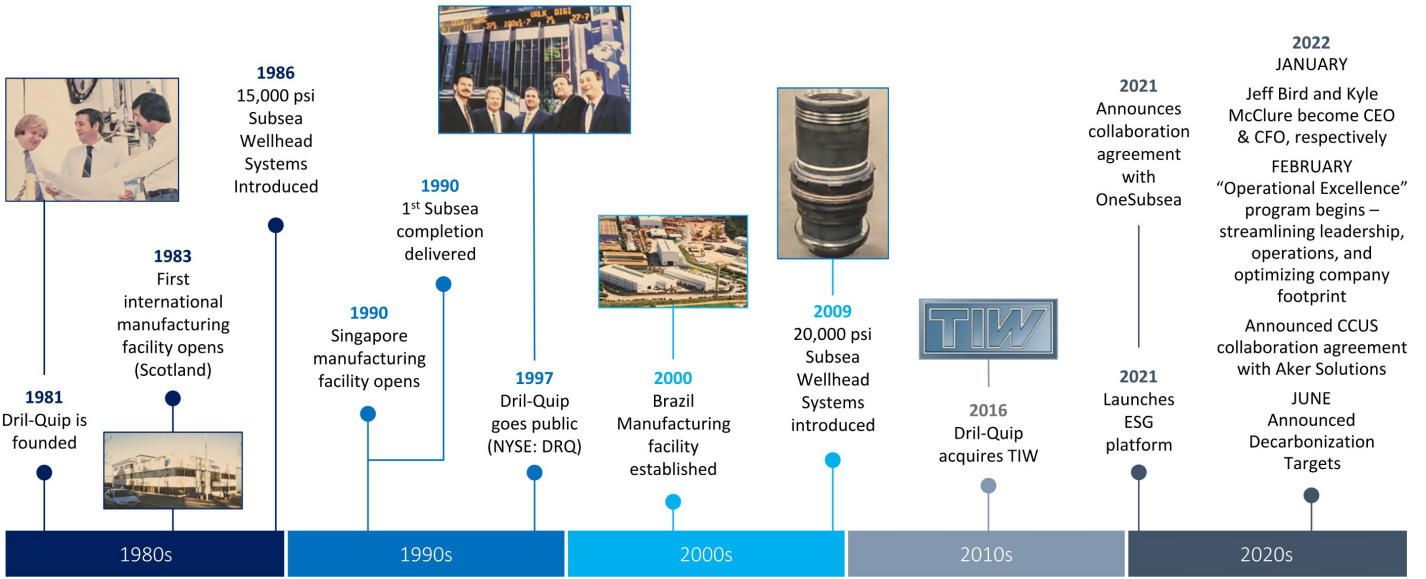 1981
Dril-Quip is
founded
1983
First
international
manufacturing
facility opens
(Scotland)
1986
15,000 psi
Subsea
Wellhead
Systems
Introduced
1990
Singapore
manufacturing
facility opens
1990
1st Subsea
completion
delivered
1997
Dril-Quip
goes public
(NYSE: DRQ)
2000
Brazil
Manufacturing
facility
established
2009
20,000 psi
Subsea
Wellhead
Systems
introduced
TIW
2016
Dril-Quip
acquires TIW
2021
Announces
collaboration
agreement
with
OneSubsea
2021
Launches
ESG
platform
2022
JANUARY
Jeff Bird and Kyle
McClure become CEO
& CFO, respectively
FEBRUARY
“Operational Excellence”
program begins –
streamlining leadership,
operations, and
optimizing company
footprint
Announced CCUS
collaboration agreement
with Aker Solutions
JUNE
Announced
Decarbonization
Targets
1980s
1990s
2000s
2010s
2020s